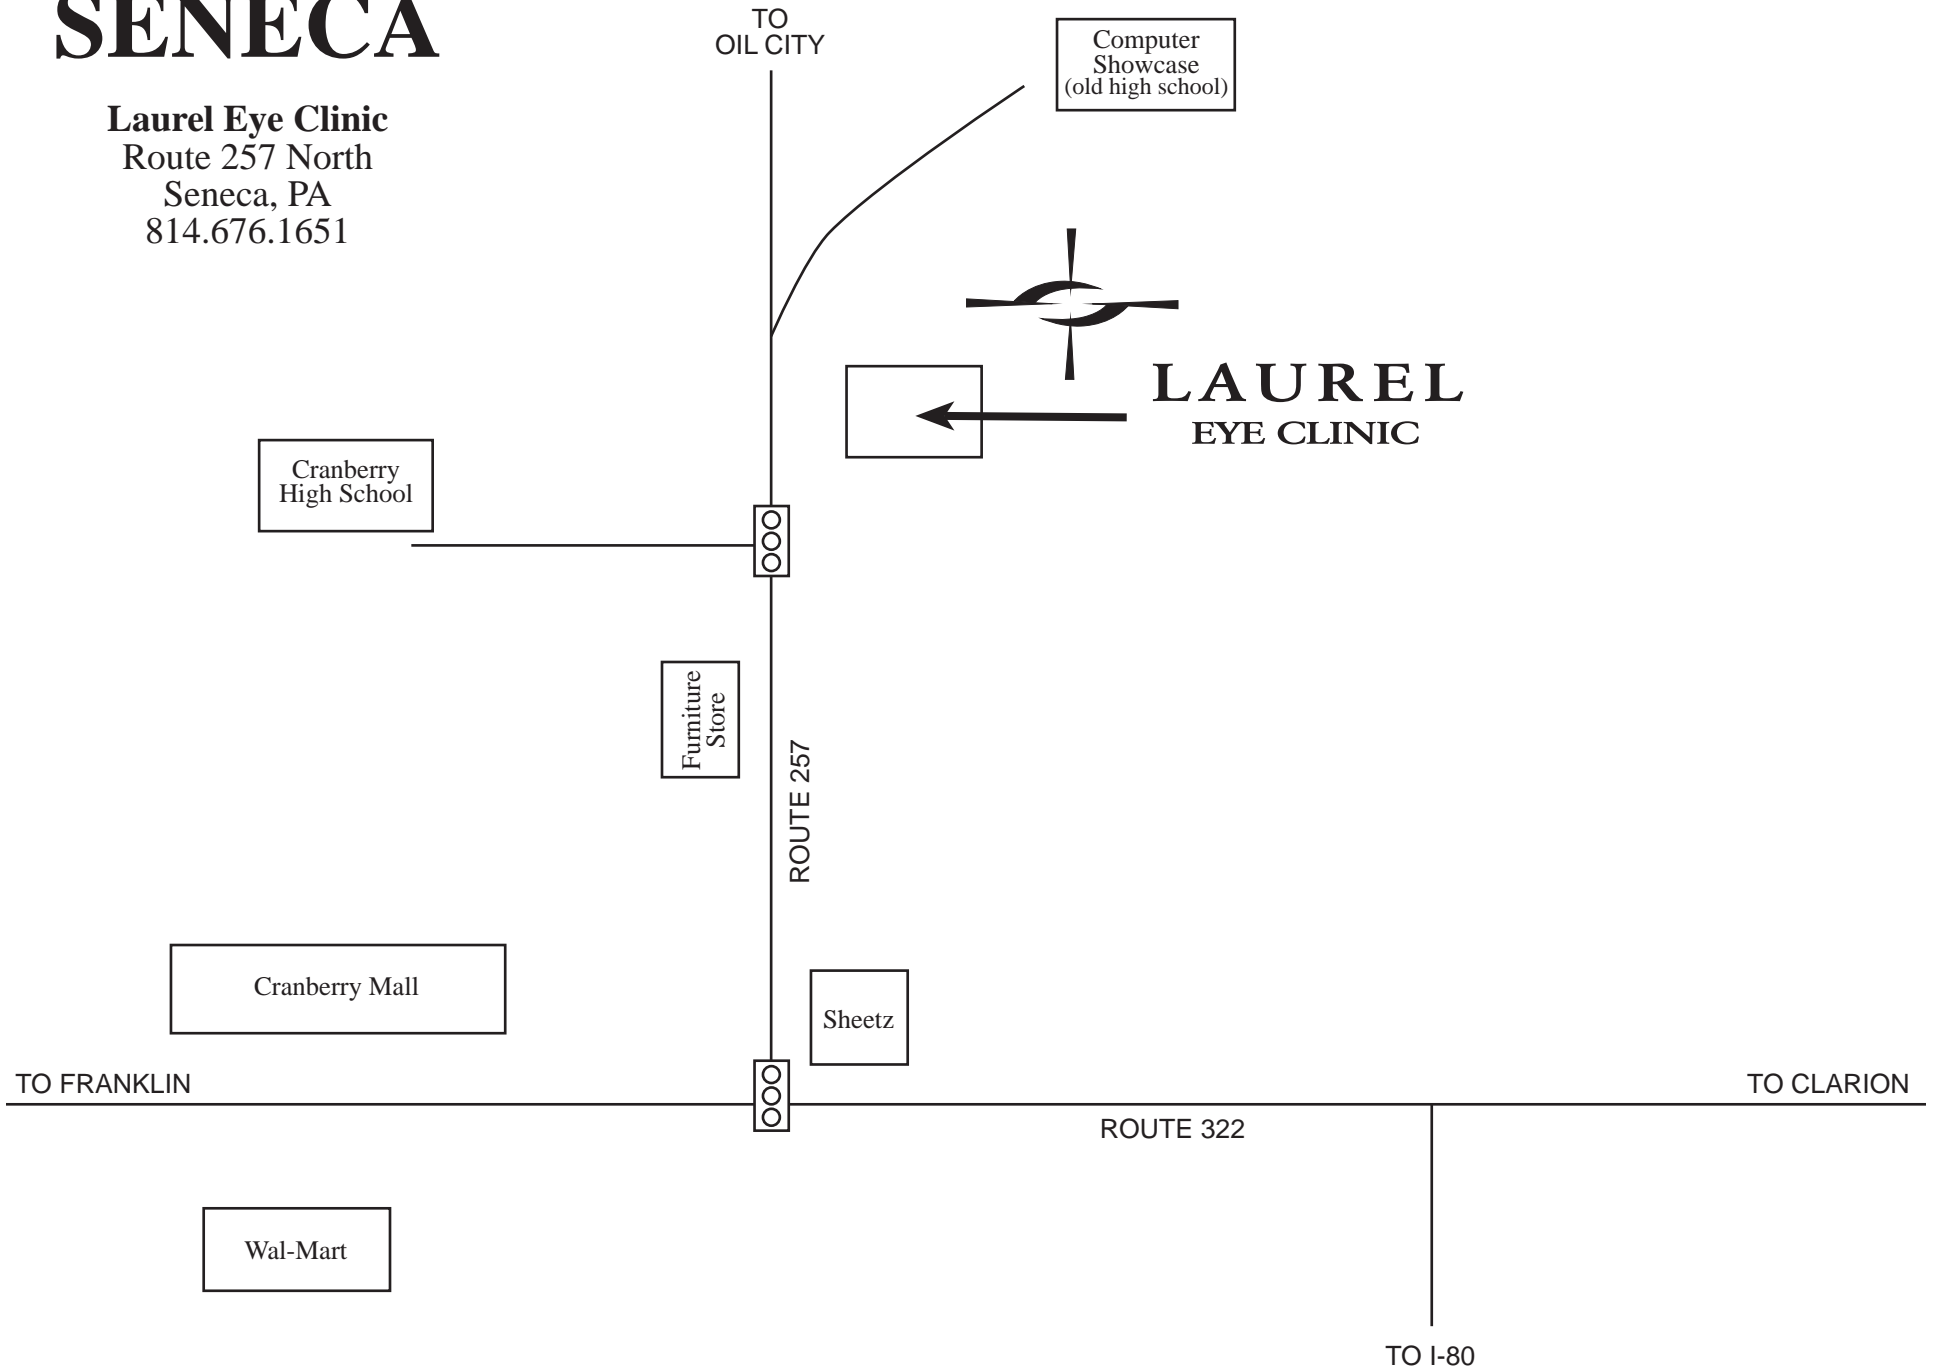 SENECA
Laurel Eye Clinic
Route 257 North
Seneca, PA
814.676.1651
TO
OIL CITY
Computer
Showcase
(old high school)
LAUREL
EYE CLINIC
Cranberry
High School
Furniture
Store
ROUTE 257
Cranberry Mall
Sheetz
TO FRANKLIN
TO CLARION
ROUTE 322
Wal-Mart
TO I-80